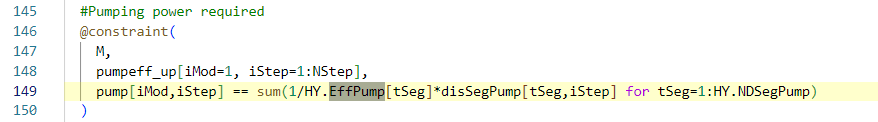 145 #Pumping power required
146 @constraint(
147 M,
148 pumpeff_up[iMod=1, iStep=1:NStep],
149 pump[iMod,iStep] == sum(1/HY.EffPump[tSeg]*disSegPump[tSeg,iStep] for tSeg=1:HY.NDSegPump)
150 )